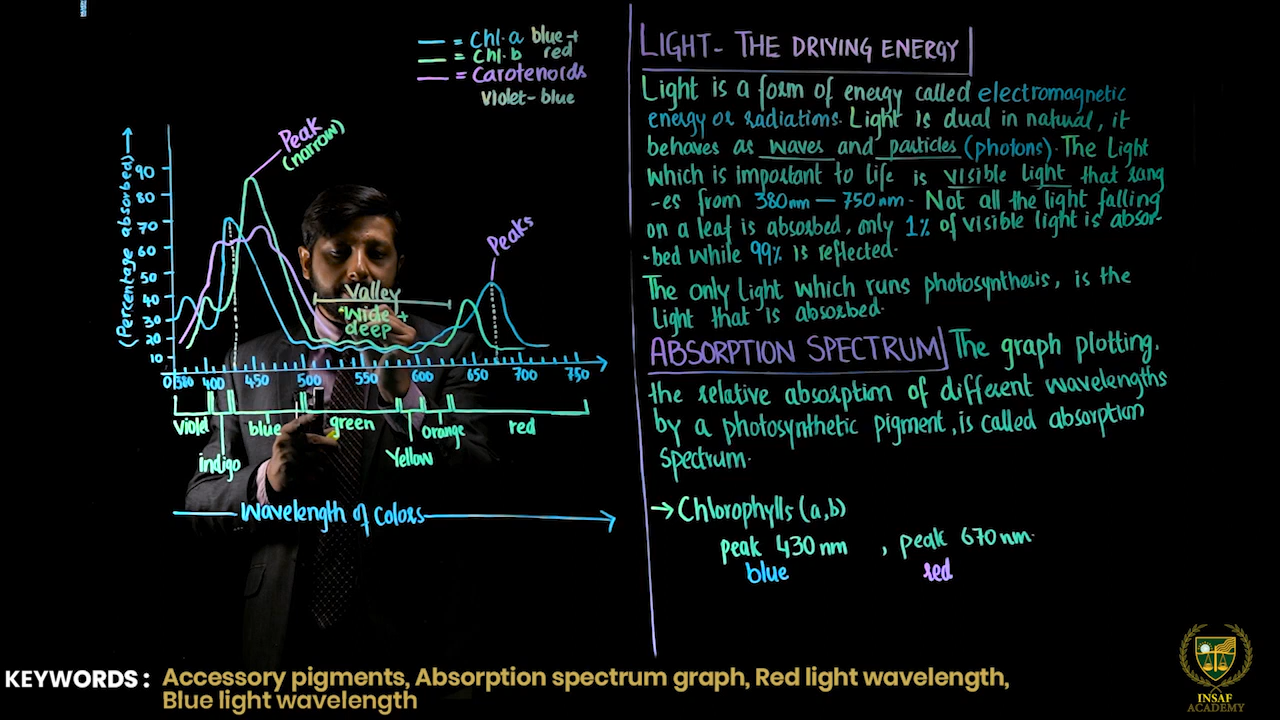 = Chl.a blue +
= Chl.b red
= Carotenoids
Violet-blue
Peak
(narrow)
Peaks
Valley
Wide +
deep
(Percentage absorbed)
90
80
70
60
50
40
30
20
10
0 380 400 450 500 550 600 650 700 750
Violet blue green orange red
indigo Yellow
Wavelength of Colors
LIGHT - THE DRIVING ENERGY
Light is a form of energy called electromagnetic
energy or radiations. Light is dual in natural, it
behaves as waves and particles (photons). The Light
which is important to life is visible light that rang
-es from 380nm — 750nm. Not all the light falling
on a leaf is absorbed, only 1% of visible light is absor-
-bed while 99% is reflected.
The only Light which runs photosynthesis, is the
Light that is absorbed.
ABSORPTION SPECTRUM The graph plotting,
the relative absorption of different wavelengths
by a photosynthetic pigment, is called absorption
spectrum.
→ Chlorophylls (a,b)
peak 430nm , peak 670nm.
blue red
KEYWORDS : Accessory pigments, Absorption spectrum graph, Red light wavelength,
Blue light wavelength
INSAF
ACADEMY